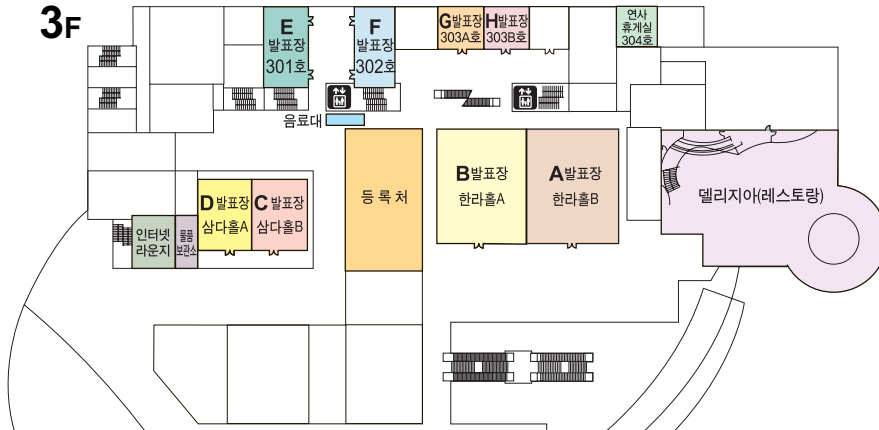 3F
E
발표장
301호
F
발표장
302호
G발표장
303A호
H발표장
303B호
연사
휴게실
304호
음료대
등록처
B발표장
한라홀A
A발표장
한라홀B
델리지아(레스토랑)
D발표장
삼다홀A
C발표장
삼다홀B
인터넷
라운지
물품
보관소